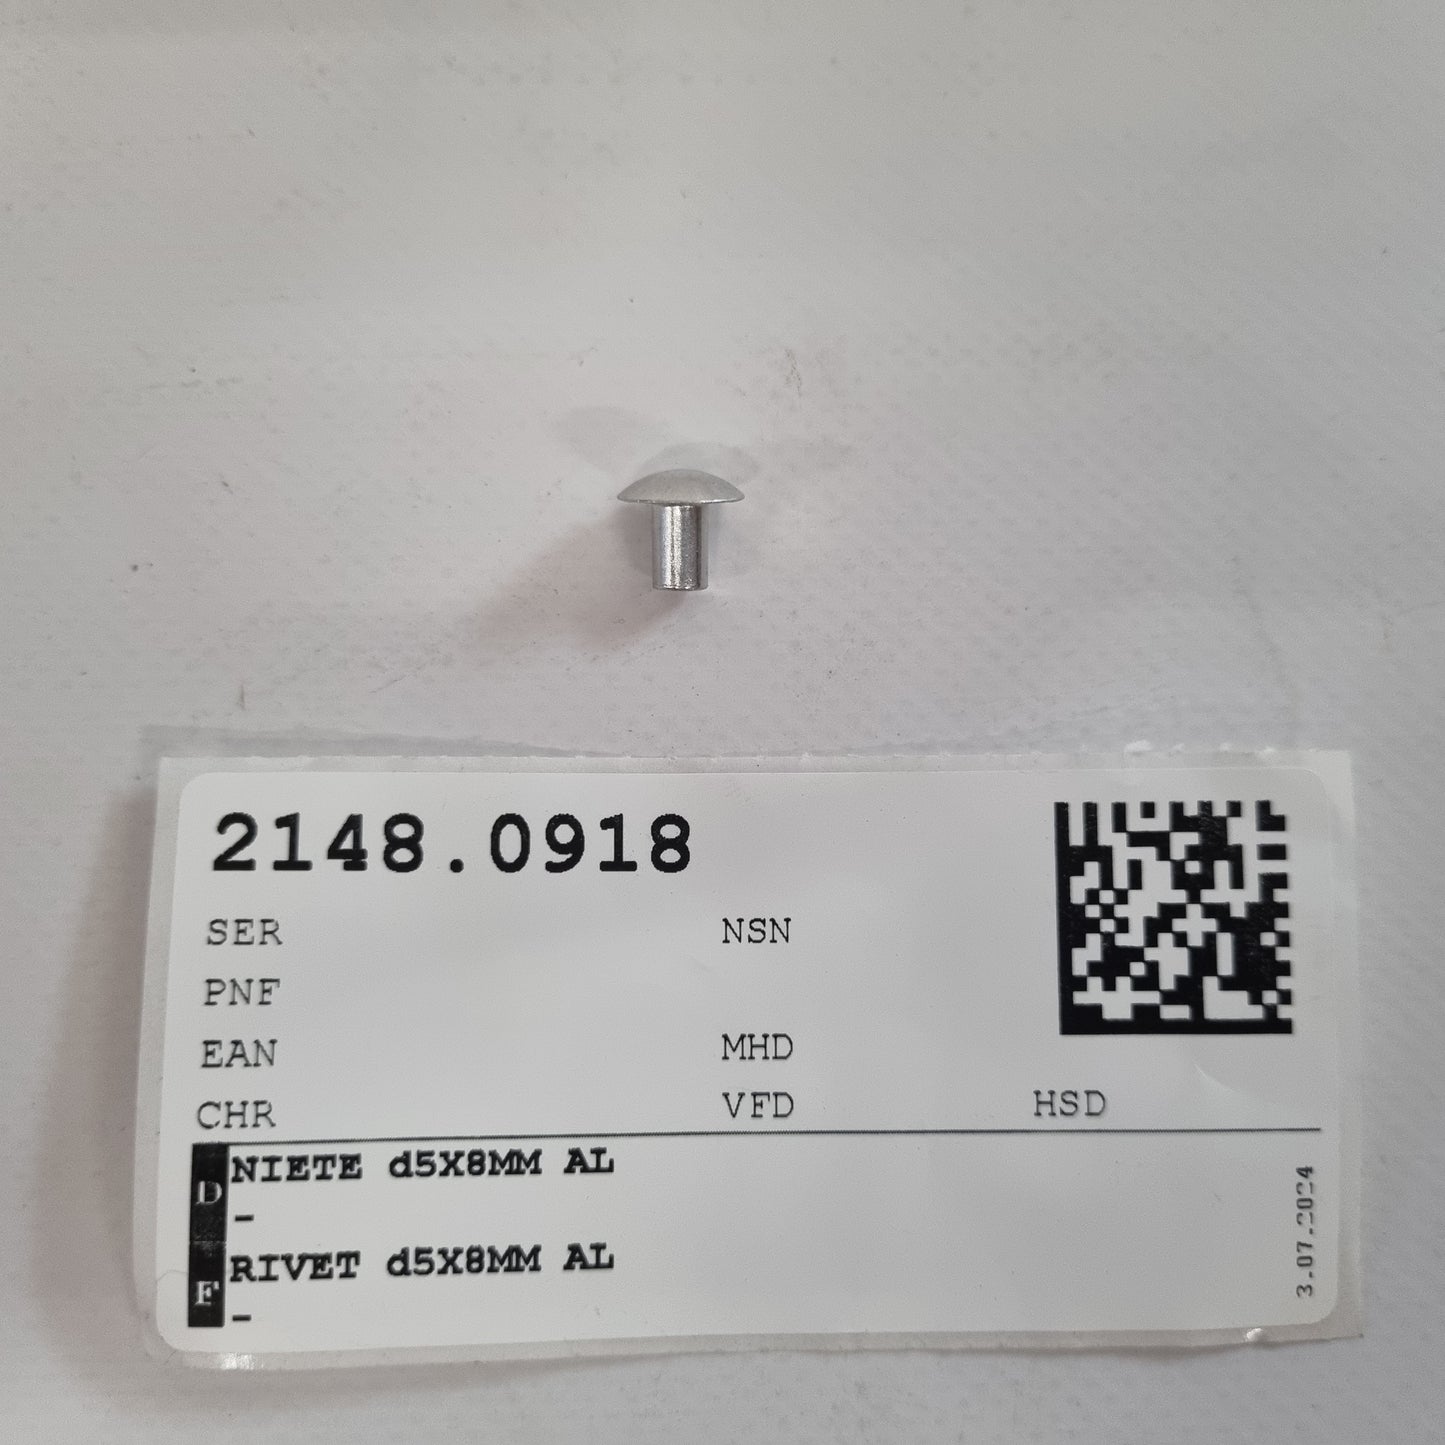 2148.0918
SER NSN
PNF
EAN MHD
CHR VFD HSD
D NIETE d5X8MM AL
-
F RIVET d5X8MM AL
-
3.07.2024